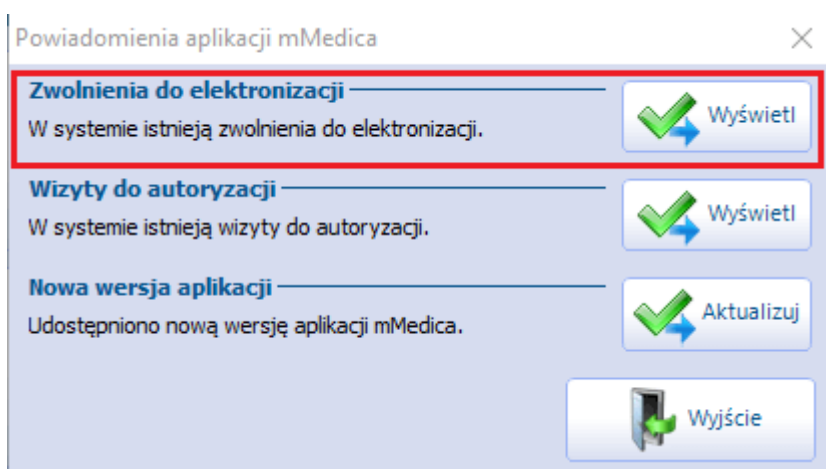 Powiadomienia aplikacji mMedica
Zwolnienia do elektronizacji
W systemie istnieją zwolnienia do elektronizacji.
Wyświetl
Wizyty do autoryzacji
W systemie istnieją wizyty do autoryzacji.
Wyświetl
Nowa wersja aplikacji
Udostępniono nową wersję aplikacji mMedica.
Aktualizuj
Wyjście